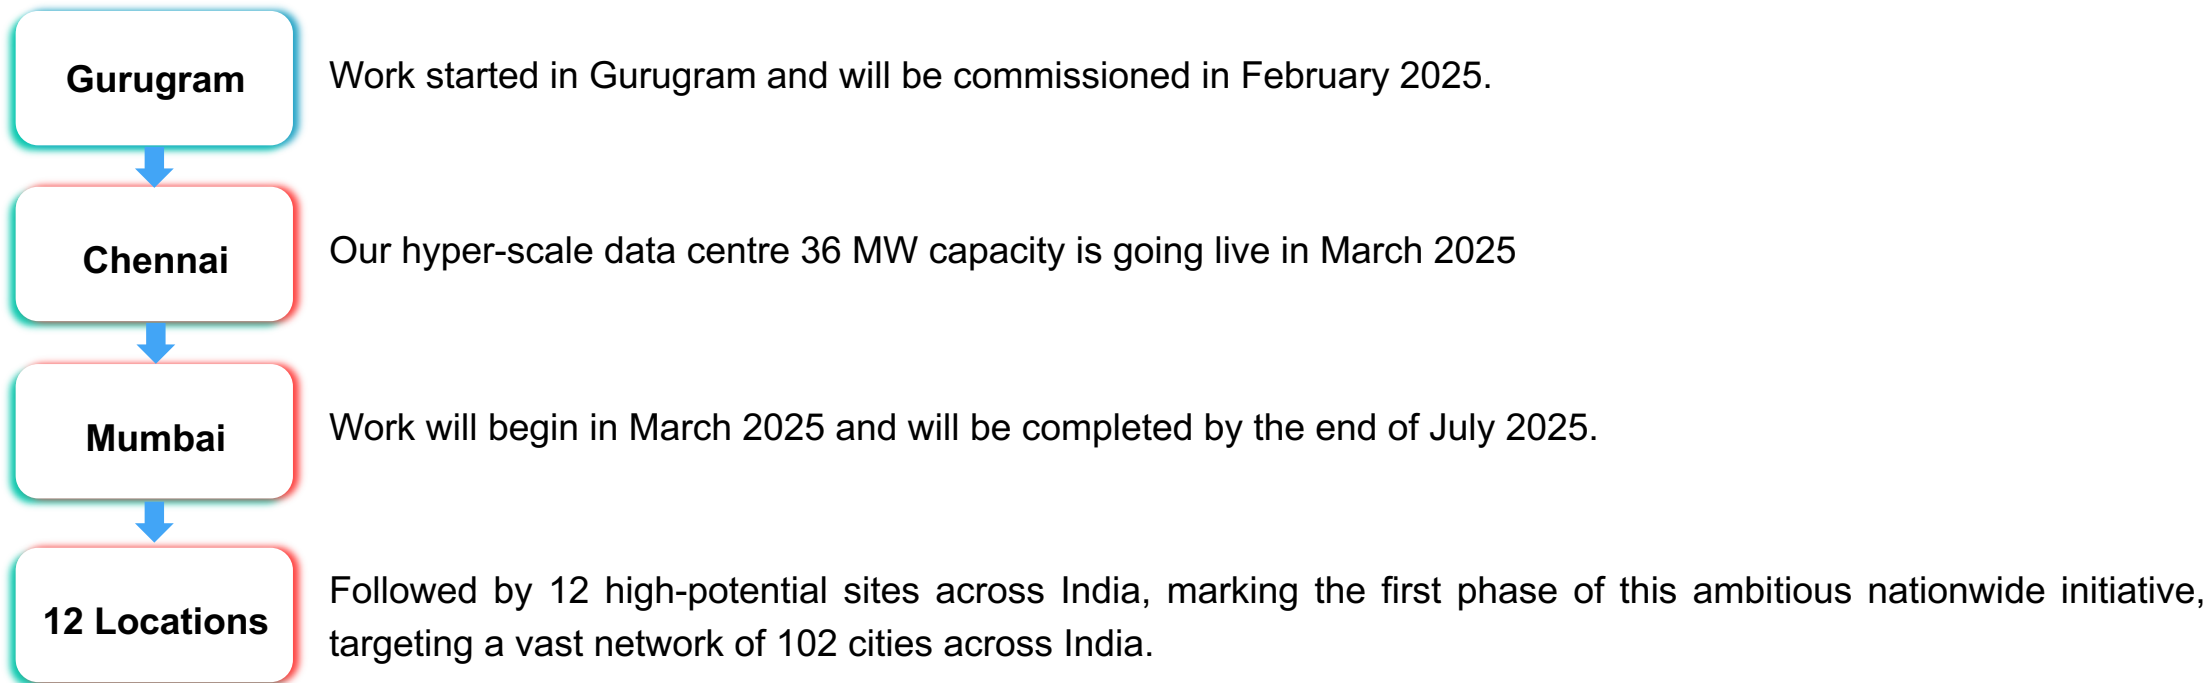 Gurugram
Work started in Gurugram and will be commissioned in February 2025.
Chennai
Our hyper-scale data centre 36 MW capacity is going live in March 2025
Mumbai
Work will begin in March 2025 and will be completed by the end of July 2025.
12 Locations
Followed by 12 high-potential sites across India, marking the first phase of this ambitious nationwide initiative,
targeting a vast network of 102 cities across India.